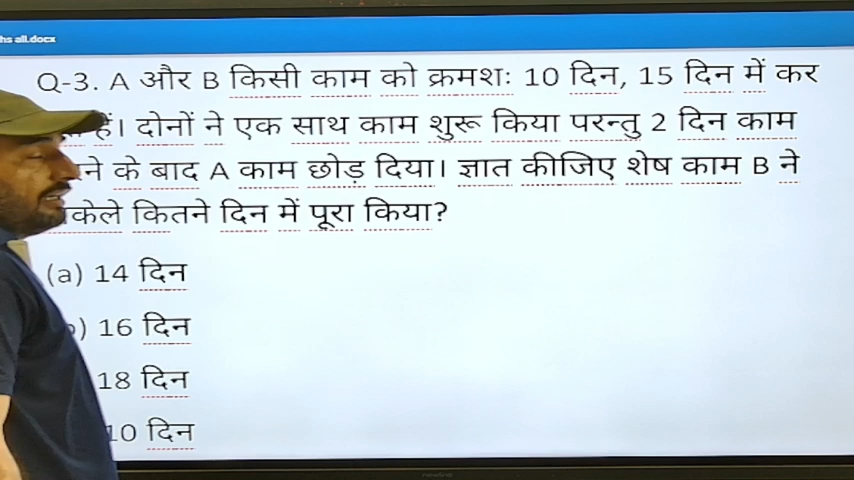 hs all.docx
Q-3. A और B किसी काम को क्रमशः 10 दिन, 15 दिन में कर
हैं। दोनों ने एक साथ काम शुरू किया परन्तु 2 दिन काम
के बाद A काम छोड़ दिया। ज्ञात कीजिए शेष काम B ने
कितने दिन में पूरा किया?
(a) 14 दिन
) 16 दिन
18 दिन
10 दिन